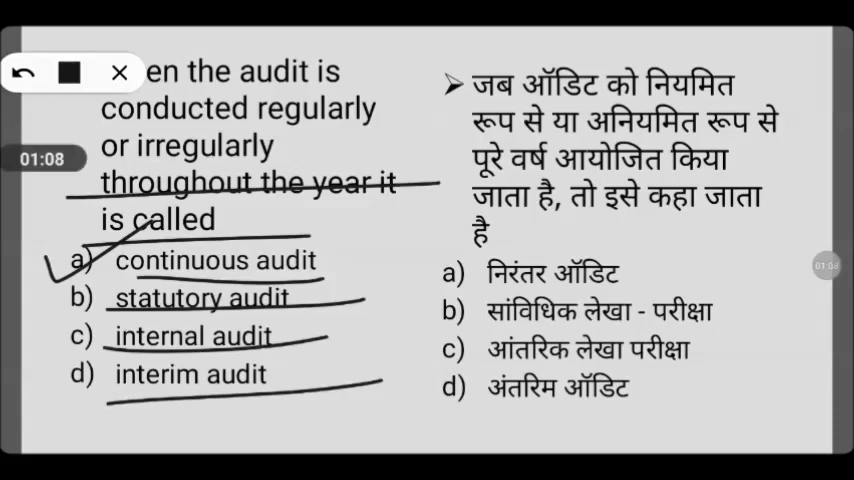 en the audit is
conducted regularly
or irregularly
throughout the year it
is called
a) continuous audit
b) statutory audit
c) internal audit
d) interim audit
01:08
➢ जब ऑडिट को नियमित
रूप से या अनियमित रूप से
पूरे वर्ष आयोजित किया
जाता है, तो इसे कहा जाता
है
a) निरंतर ऑडिट
b) सांविधिक लेखा - परीक्षा
c) आंतरिक लेखा परीक्षा
d) अंतरिम ऑडिट
01:08